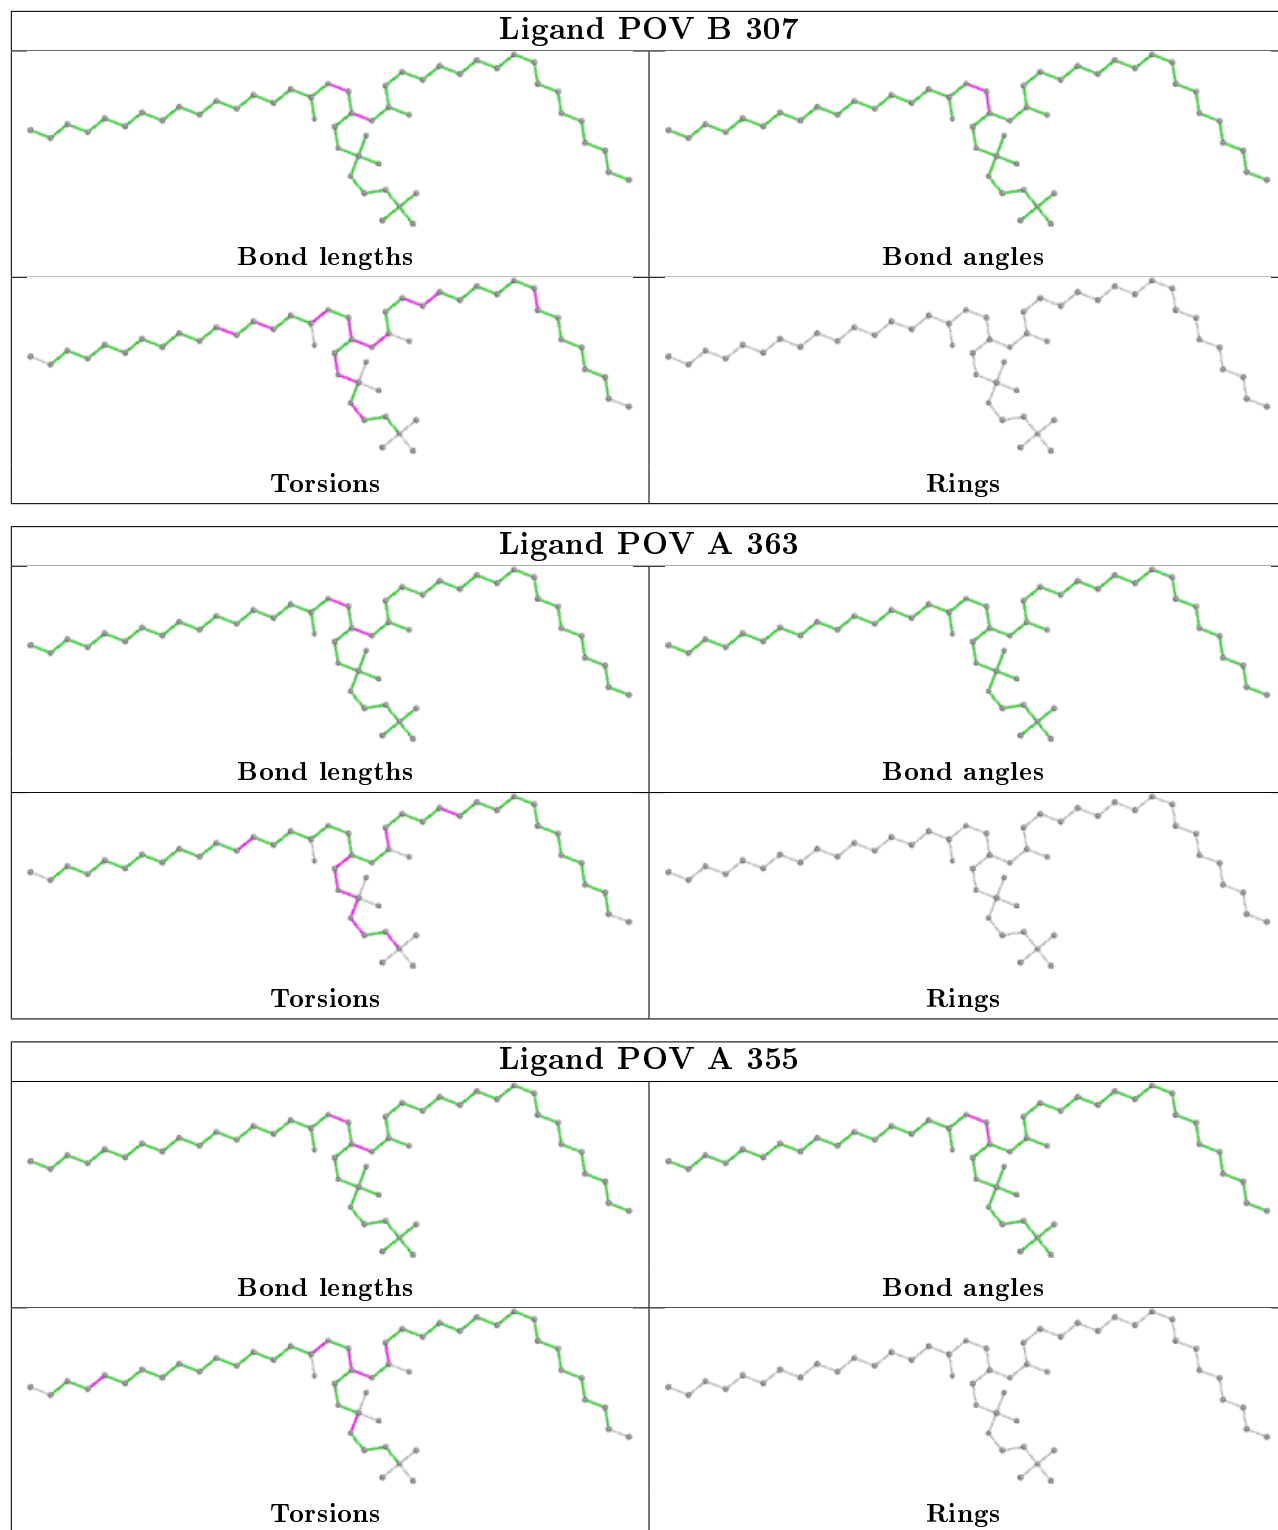 Ligand POV B 307
Bond lengths
Bond angles
Torsions
Rings
Ligand POV A 363
Bond lengths
Bond angles
Torsions
Rings
Ligand POV A 355
Bond lengths
Bond angles
Torsions
Rings